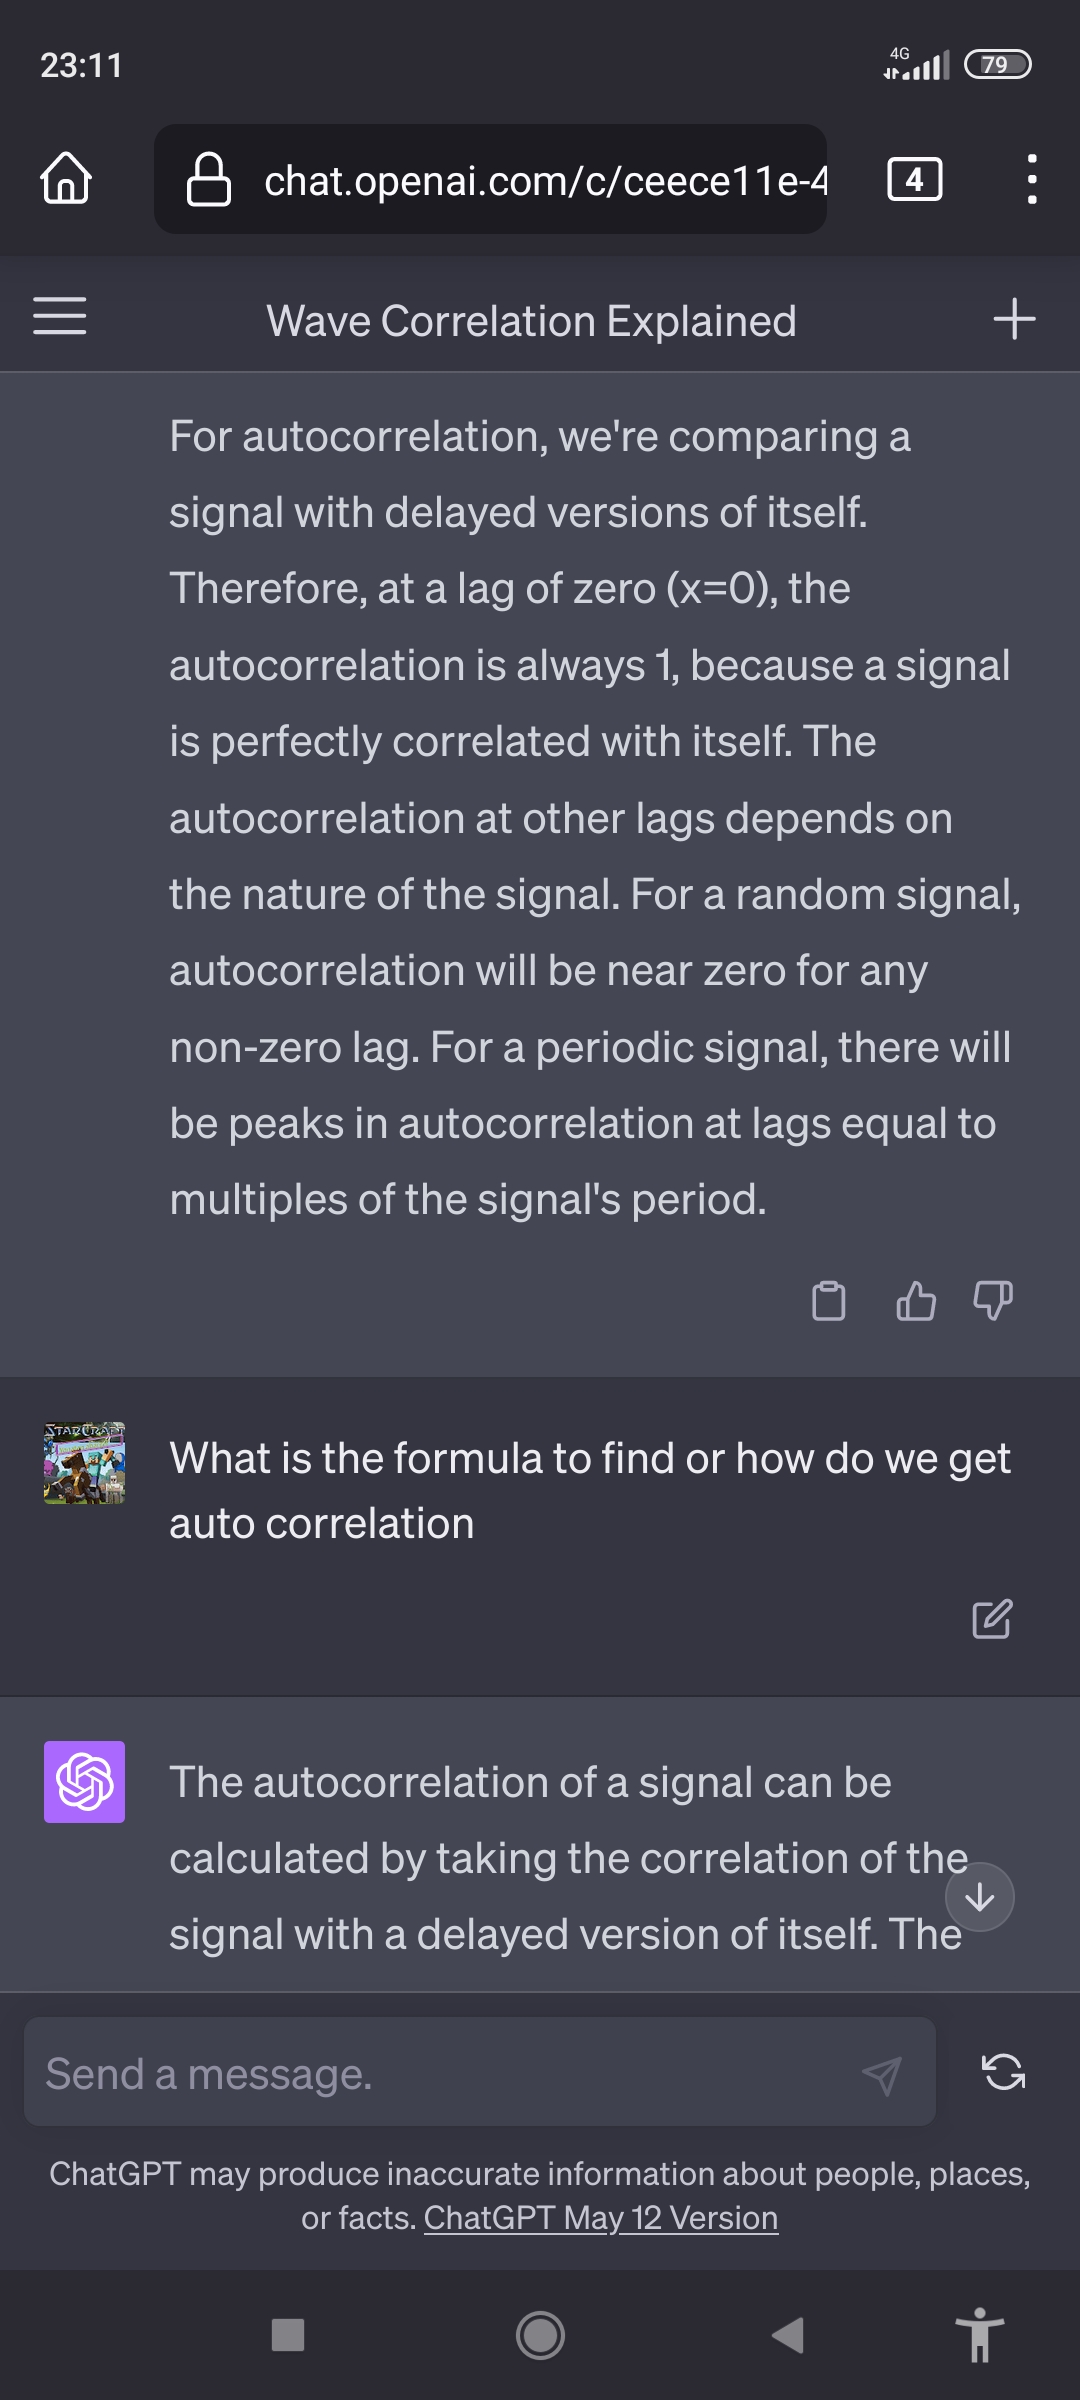 23:11
4G
79
chat.openai.com/c/ceece11e-4
4
Wave Correlation Explained
For autocorrelation, we're comparing a
signal with delayed versions of itself.
Therefore, at a lag of zero (x=0), the
autocorrelation is always 1, because a signal
is perfectly correlated with itself. The
autocorrelation at other lags depends on
the nature of the signal. For a random signal,
autocorrelation will be near zero for any
non-zero lag. For a periodic signal, there will
be peaks in autocorrelation at lags equal to
multiples of the signal's period.
STARCRAFT
What is the formula to find or how do we get
auto correlation
The autocorrelation of a signal can be
calculated by taking the correlation of the
signal with a delayed version of itself. The
Send a message.
ChatGPT may produce inaccurate information about people, places,
or facts. ChatGPT May 12 Version